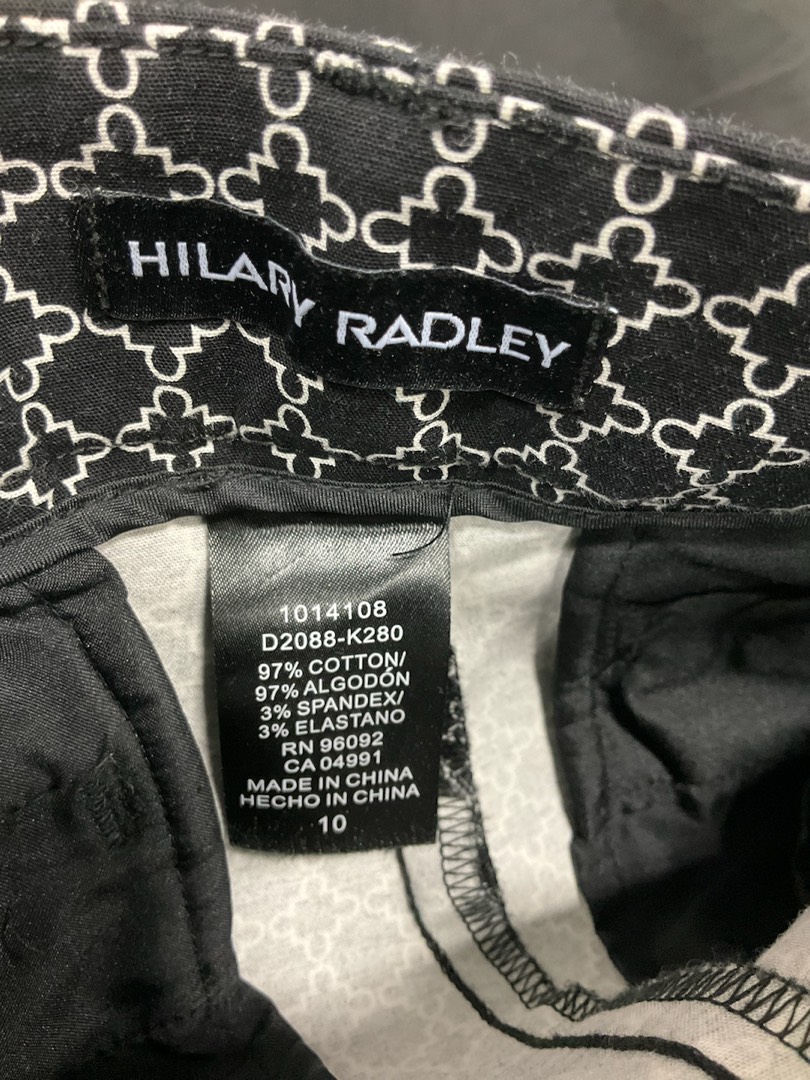 HILARY RADLEY
1014108
D2088-K280
97% COTTON/
97% ALGODÓN
3% SPANDEX/
3% ELASTANO
RN 96092
CA 04991
MADE IN CHINA
HECHO IN CHINA
10